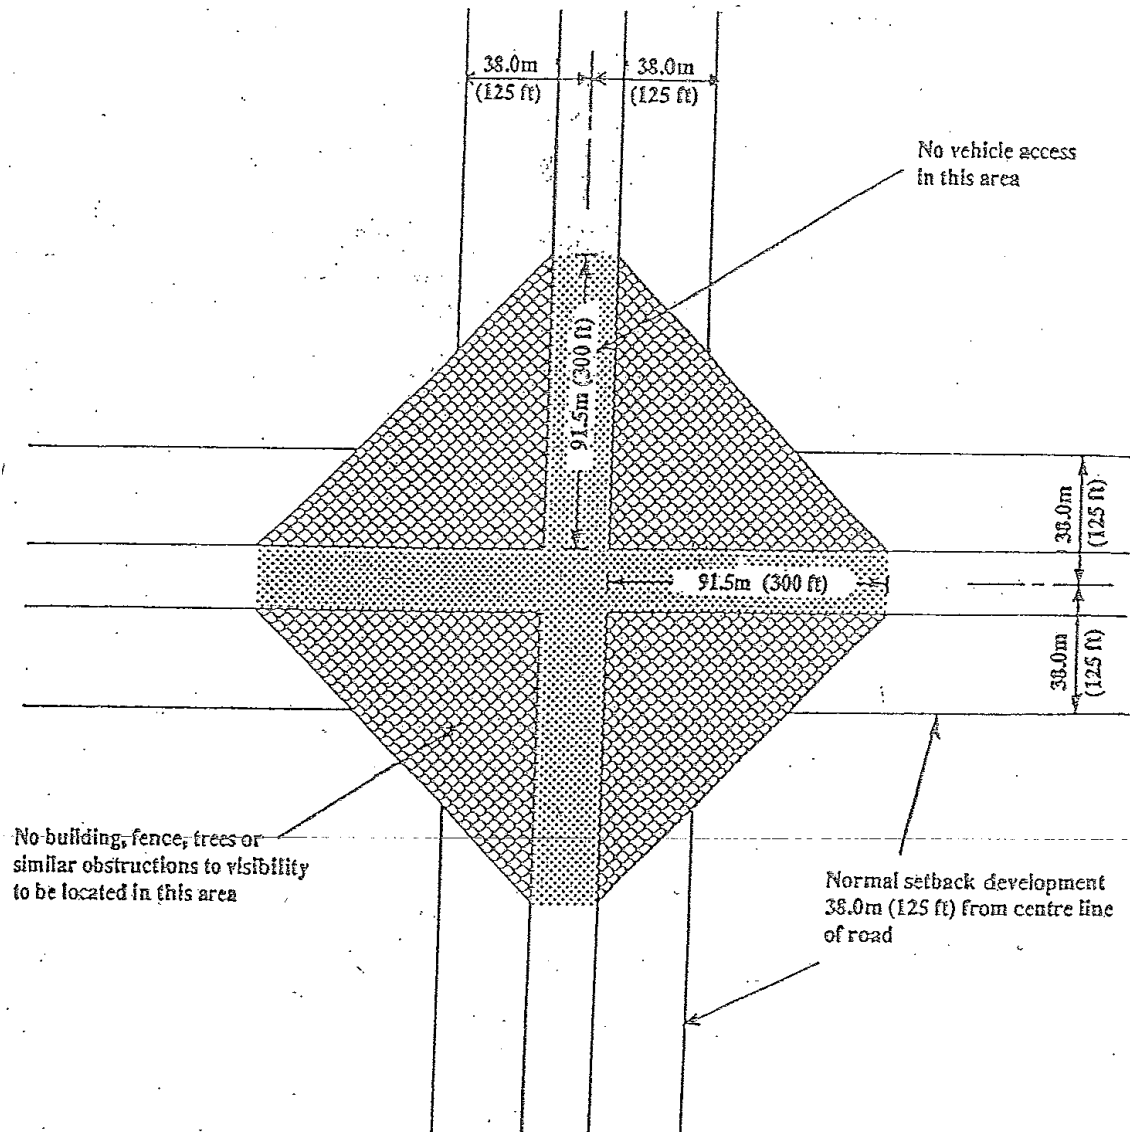 38.0m
(125 ft)
38.0m
(125 ft)
No vehicle access
in this area
91.5m (300 ft)
38.0m
(125 ft)
91.5m (300 ft)
38.0m
(125 ft)
No building, fence, trees or
similar obstructions to visibility
to be located in this area
Normal setback development
38.0m (125 ft) from centre line
of road